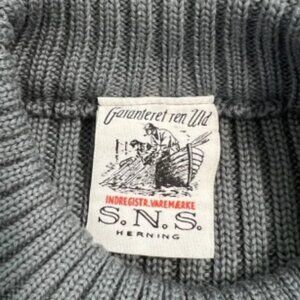 Garanteret ren Uld
INDREGISTR. VAREMÆRKE
S. N. S.
HERNING